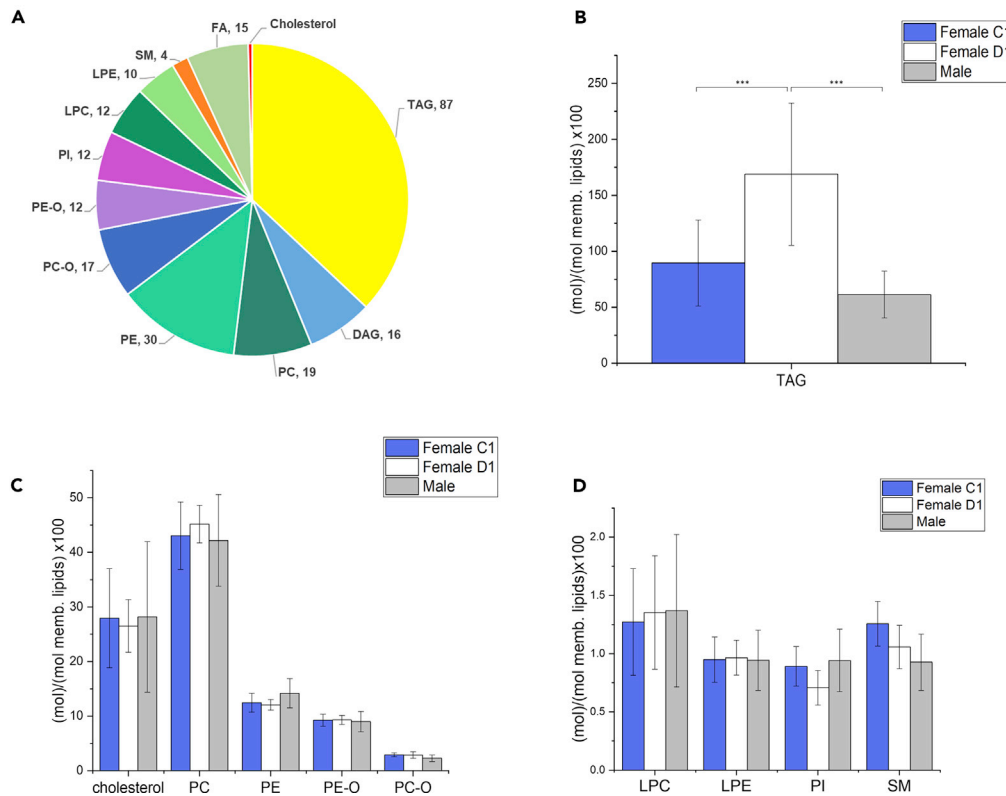 A
FA, 15
Cholesterol
SM, 4
LPE, 10
LPC, 12
PI, 12
PE-O, 12
PC-O, 17
PE, 30
PC, 19
DAG, 16
TAG, 87
B
Female C1
Female D1
Male
(mol)/(mol memb. lipids) x100
250
200
150
100
50
0
***
***
TAG
C
Female C1
Female D1
Male
(mol)/(mol memb. lipids) x100
50
40
30
20
10
0
cholesterol PC PE PE-O PC-O
D
Female C1
Female D1
Male
(mol)/(mol memb. lipids)x100
2.0
1.5
1.0
0.5
0.0
LPC LPE PI SM